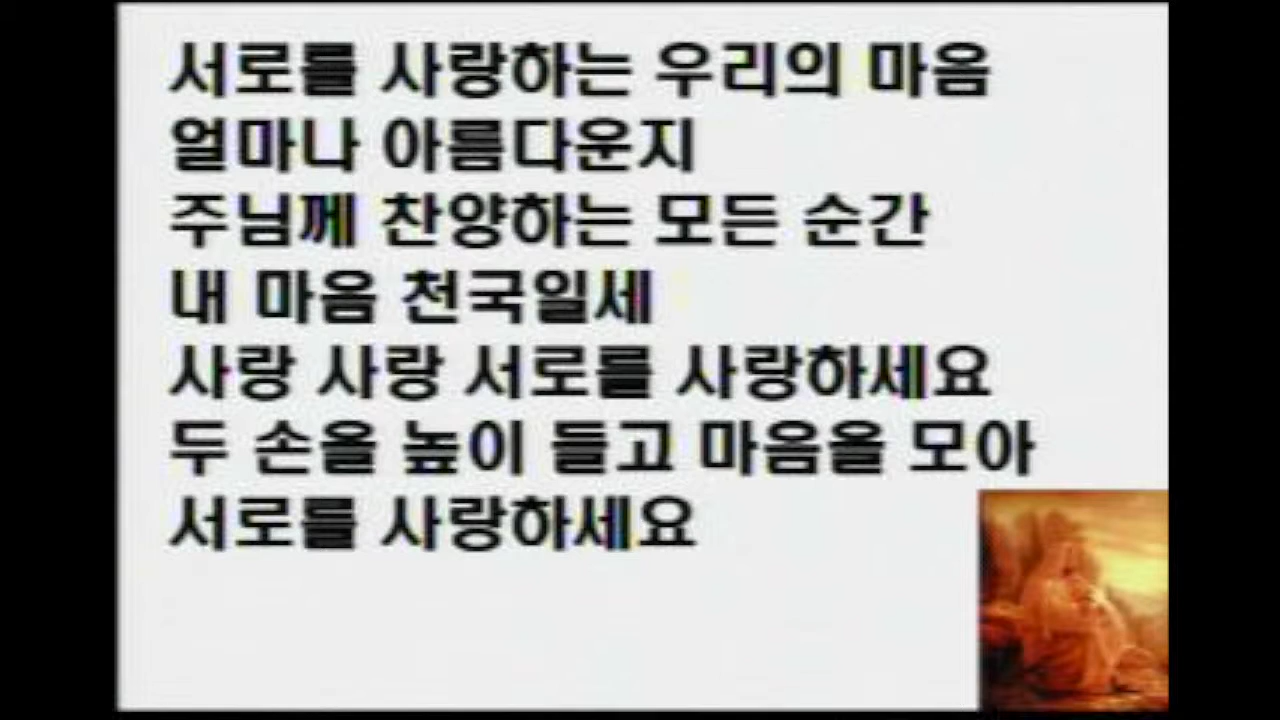 서로를 사랑하는 우리의 마음
얼마나 아름다운지
주님께 찬양하는 모든 순간
내 마음 천국일세
사랑 사랑 서로를 사랑하세요
두 손을 높이 들고 마음을 모아
서로를 사랑하세요